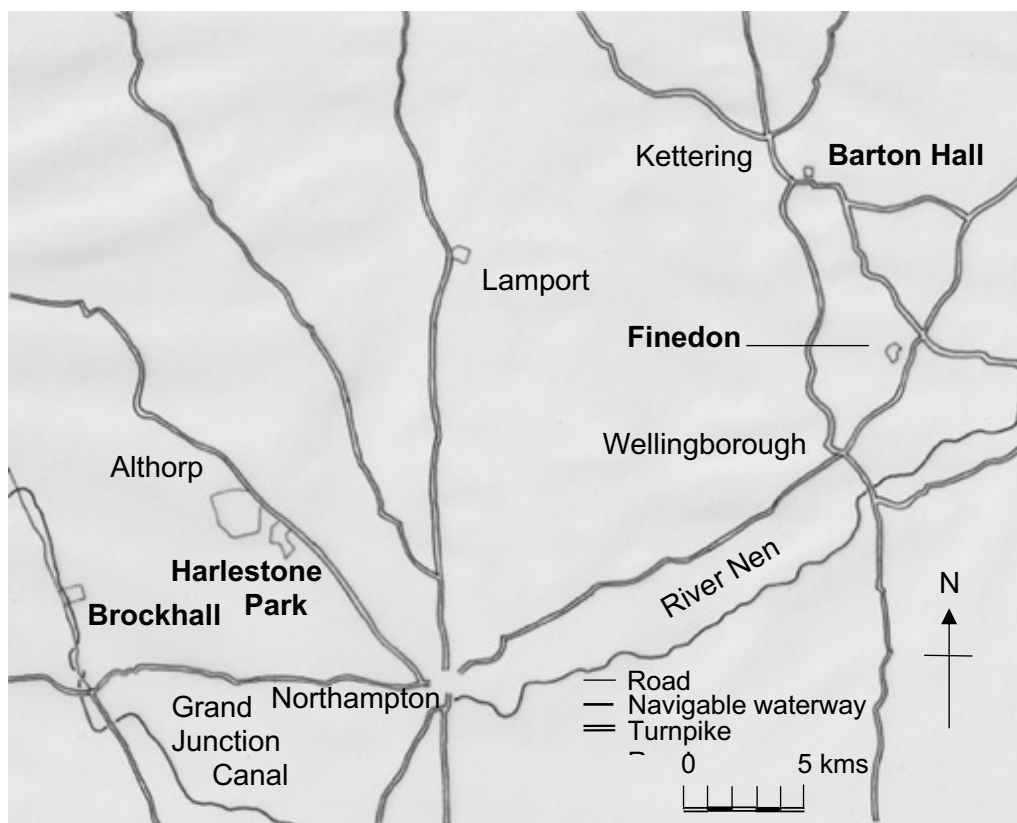 Kettering
Barton Hall
Lamport
Finedon
Wellingborough
Althorp
River Nen
Harlestone
Park
Brockhall
N
Northampton
Grand
Junction
Canal
Road
Navigable waterway
Turnpike
0 5 kms